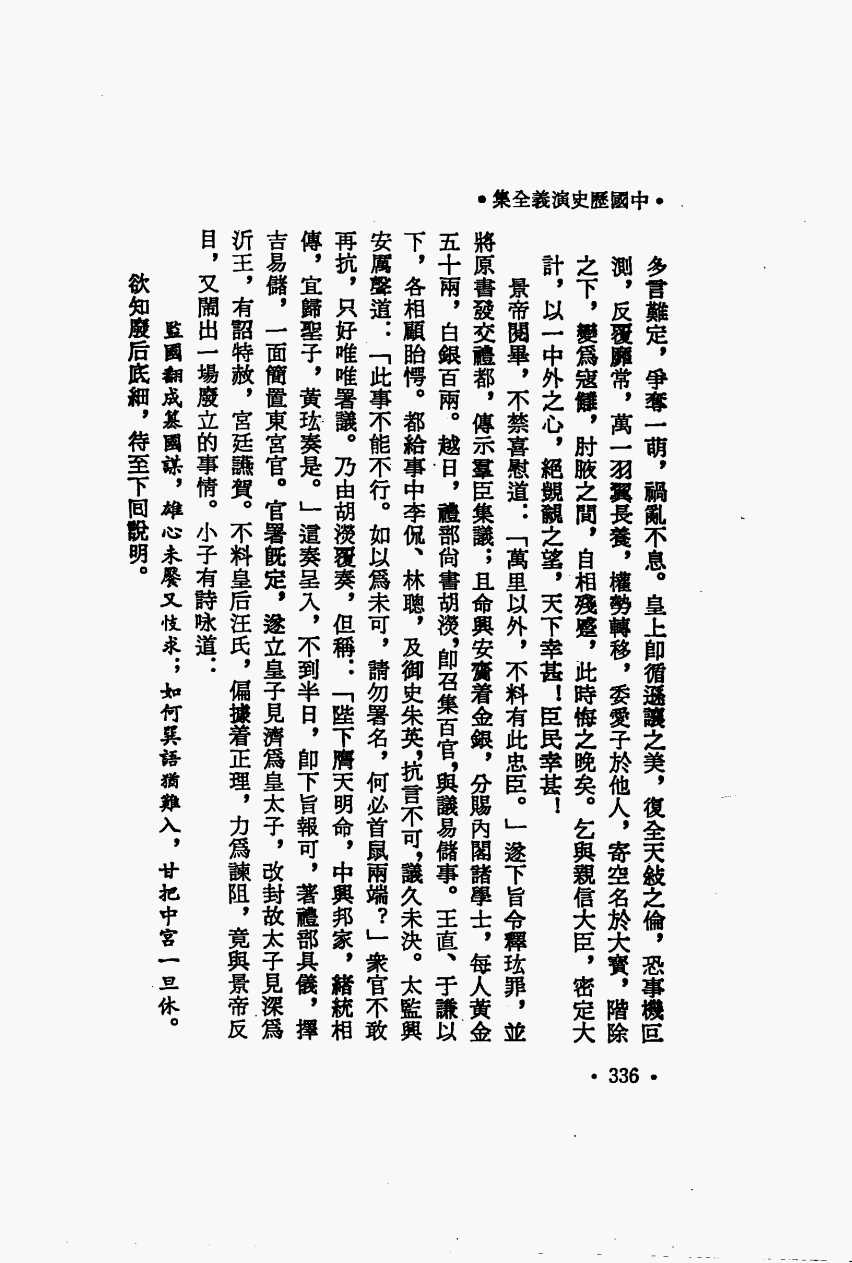 •中國歷史演義全集•
多言難定，爭奪一萌，禍亂不息。皇上卽循遜讓之美，復全天敍之倫，恐事機叵
測，反覆靡常，萬一羽翼長養，權勢轉移，委愛子於他人，寄空名於大寶，階除
之下，變爲寇讎，肘腋之間，自相殘蹙，此時悔之晚矣。乞與親信大臣，密定大
計，以一中外之心，絕覬覦之望，天下幸甚！臣民幸甚！
景帝閱畢，不禁喜慰道：「萬里以外，不料有此忠臣。」遂下旨令釋玹罪，並
將原書發交禮都，傳示羣臣集議；且命興安齎着金銀，分賜內閣諸學士，每人黃金
五十兩，白銀百兩。越日，禮部尙書胡濙，卽召集百官，與議易儲事。王直、于謙以
下，各相顧眙愕。都給事中李侃、林聰，及御史朱英，抗言不可，議久未決。太監興
安厲聲道：「此事不能不行。如以爲未可，請勿署名，何必首鼠兩端？」衆官不敢
再抗，只好唯唯署議。乃由胡濙覆奏，但稱：「陛下膺天明命，中興邦家，緒統相
傳，宜歸聖子，黃玹奏是。」這奏呈入，不到半日，卽下旨報可，著禮部具儀，擇
吉易儲，一面簡置東宮官。官署旣定，遂立皇子見濟爲皇太子，改封故太子見深爲
沂王，有詔特赦，宮廷讌賀。不料皇后汪氏，偏據着正理，力爲諫阻，竟與景帝反
目，又鬧出一場廢立的事情。小子有詩咏道：
監國翻成篡國謀，雄心未饜又忮求；如何巽語猶難入，甘把中宮一旦休。
欲知廢后底細，待至下回說明。
•336•